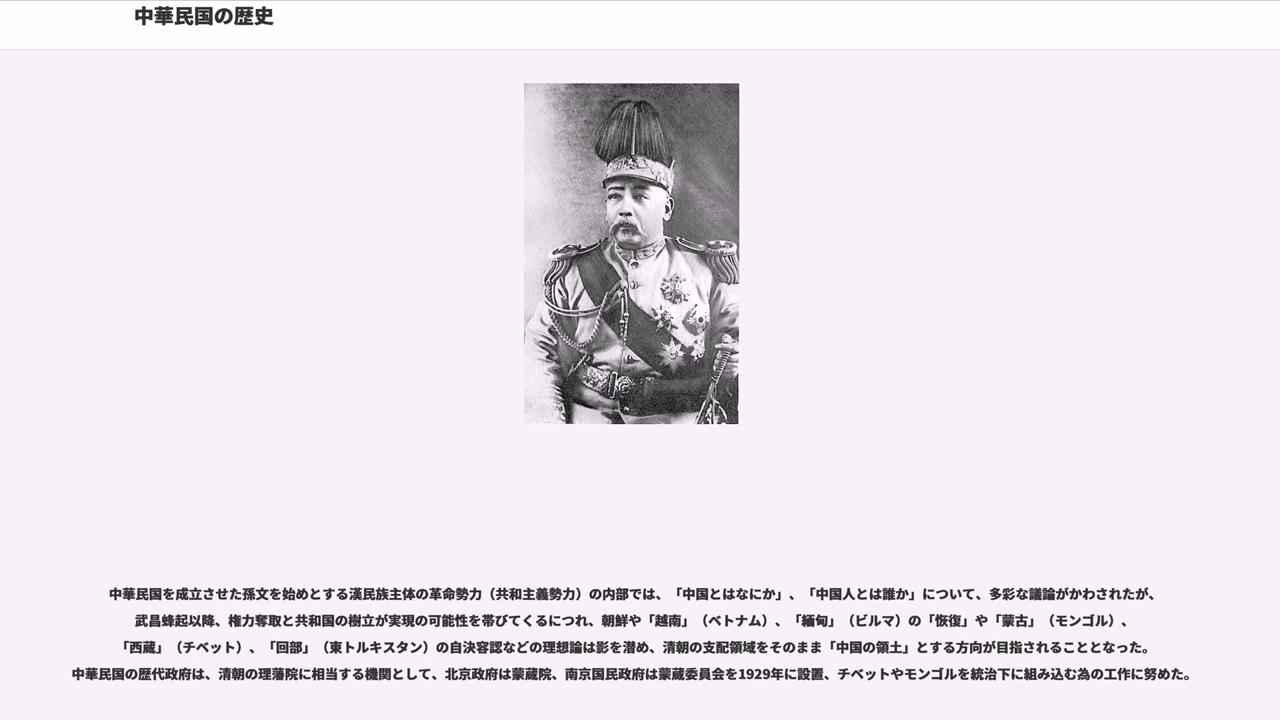 中華民国の歴史
中華民国を成立させた孫文を始めとする漢民族主体の革命勢力（共和主義勢力）の内部では、「中国とはなにか」、「中国人とは誰か」について、多彩な議論がかわされたが、
武昌蜂起以降、権力奪取と共和国の樹立が実現の可能性を帯びてくるにつれ、朝鮮や「越南」（ベトナム）、「緬甸」（ビルマ）の「恢復」や「蒙古」（モンゴル）、
「西蔵」（チベット）、「回部」（東トルキスタン）の自決容認などの理想論は影を潜め、清朝の支配領域をそのまま「中国の領土」とする方向が目指されることとなった。
中華民国の歴代政府は、清朝の理藩院に相当する機関として、北京政府は蒙蔵院、南京国民政府は蒙蔵委員会を1929年に設置、チベットやモンゴルを統治下に組み込む為の工作に努めた。